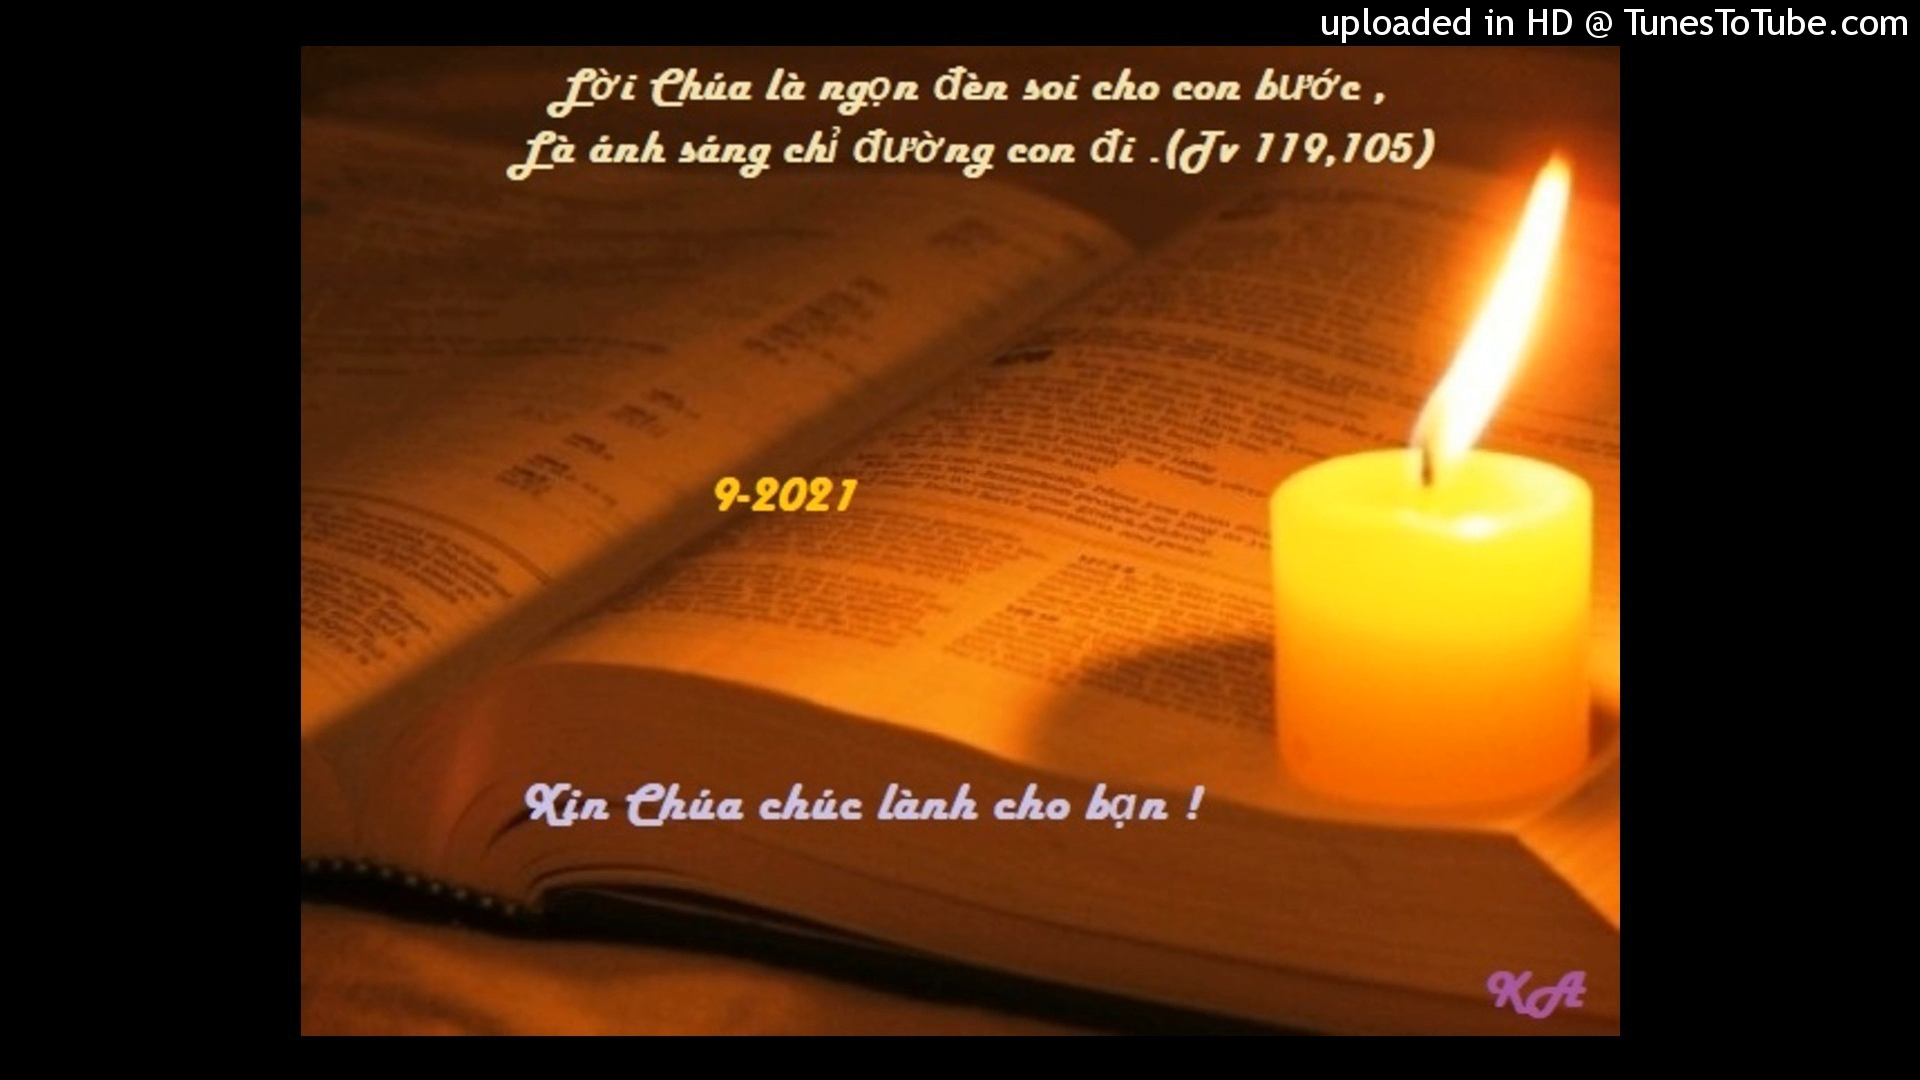 uploaded in HD @ TunesToTube.com
Lời Chúa là ngọn đèn soi cho con bước ,
Là ánh sáng chỉ đường con đi .(Tv 119,105)
9-2021
Xin Chúa chúc lành cho bạn !
KA